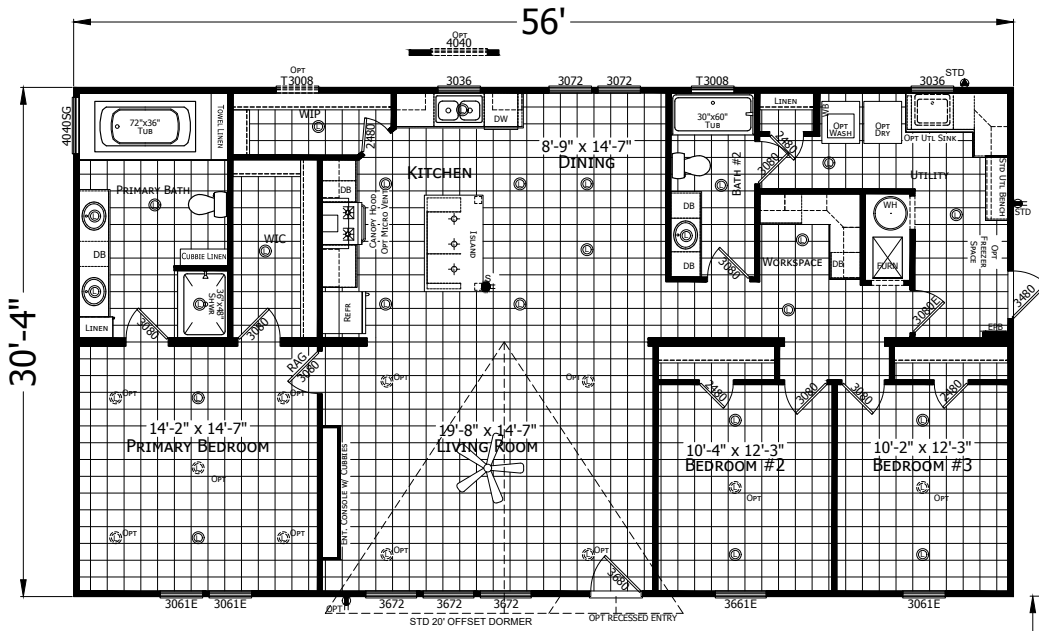 56'
OPT
4040
OPT
T3008
3036
3072
3072
T3008
3036
STD
30'-4"
4040SG
72"x36"
TUB
TOWEL LINEN
WIP
2480
DW
8'-9" x 14'-7"
DINING
30"x60"
TUB
LINEN
2480
WB
OPT
WASH
OPT
DRY
OPT UTL SINK
KITCHEN
BATH #2
3080
UTILITY
STD UTL BENCH
STD
PRIMARY BATH
DB
CANOPY HOOD
OPT MICRO VENT
DB
WH
DB
CUBBIE LINEN
WIC
ISLAND
S
DB
WORKSPACE
DB
FURN
OPT
FREEZER
SPACE
36"x48"
SHWR
REFR
3080
3080E
3480
LINEN
3080
3080
EPB
RAG
3080
OPT
OPT
OPT
OPT
2480
3080
3080
2480
14'-2" x 14'-7"
PRIMARY BEDROOM
19'-8" x 14'-7"
LIVING ROOM
10'-4" x 12'-3"
BEDROOM #2
10'-2" x 12'-3"
BEDROOM #3
OPT
OPT
OPT
ENT. CONSOLE W/ CUBBIES
OPT
OPT
OPT
OPT
3680
3061E
3061E
OPT
3672
3672
3672
3661E
3061E
STD 20' OFFSET DORMER
OPT RECESSED ENTRY